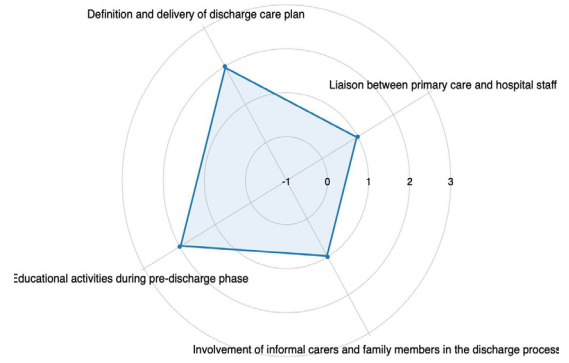 Definition and delivery of discharge care plan
Liaison between primary care and hospital staff
-1 0 1 2 3
Educational activities during pre-discharge phase
Involvement of informal carers and family members in the discharge process